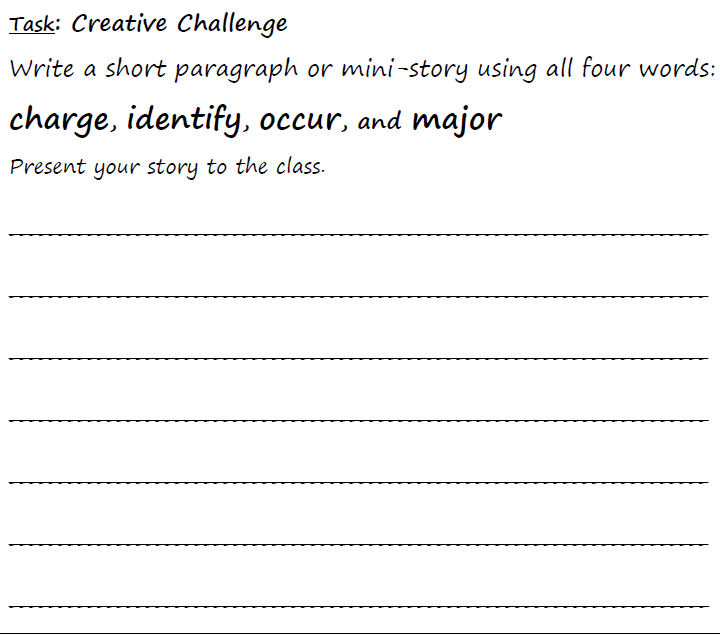 Task: Creative Challenge
Write a short paragraph or mini-story using all four words:
charge, identify, occur, and major
Present your story to the class.